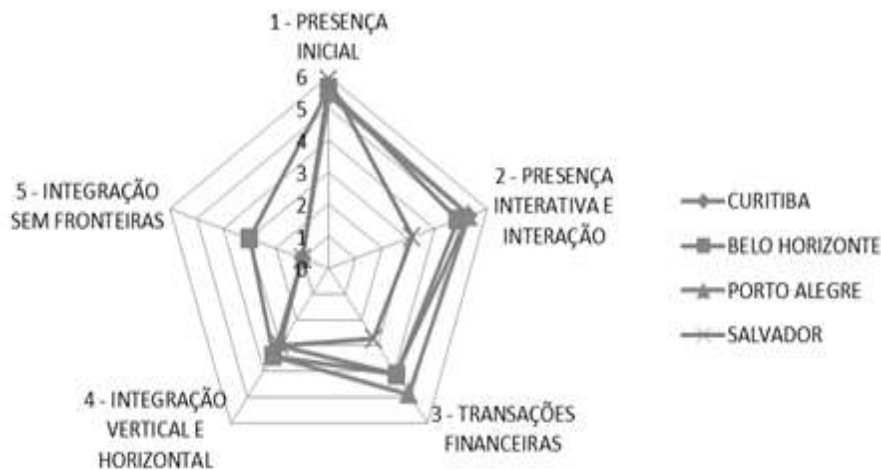 1 - PRESENÇA
INICIAL
6
5
4
3
2
1
0
2 - PRESENÇA
INTERATIVA E
INTERAÇÃO
3 - TRANSAÇÕES
FINANCEIRAS
4 - INTEGRAÇÃO
VERTICAL E
HORIZONTAL
5 - INTEGRAÇÃO
SEM FRONTEIRAS
CURITIBA
BELO HORIZONTE
PORTO ALEGRE
SALVADOR